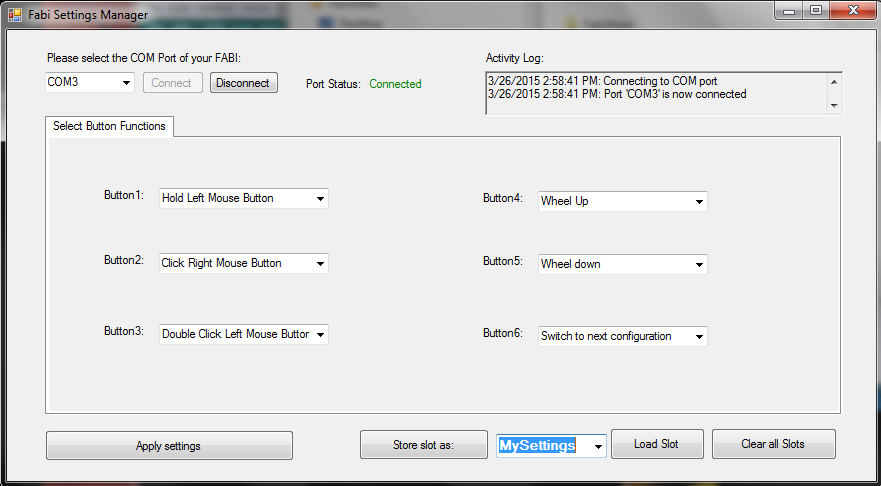 Fabi Settings Manager
Please select the COM Port of your FABI:
Activity Log:
COM3
Connect
Disconnect
Port Status:
Connected
3/26/2015 2:58:41 PM: Connecting to COM port
3/26/2015 2:58:41 PM: Port 'COM3' is now connected
Select Button Functions
Button1:
Hold Left Mouse Button
Button4:
Wheel Up
Button2:
Click Right Mouse Button
Button5:
Wheel down
Button3:
Double Click Left Mouse Button
Button6:
Switch to next configuration
Apply settings
Store slot as:
MySettings
Load Slot
Clear all Slots